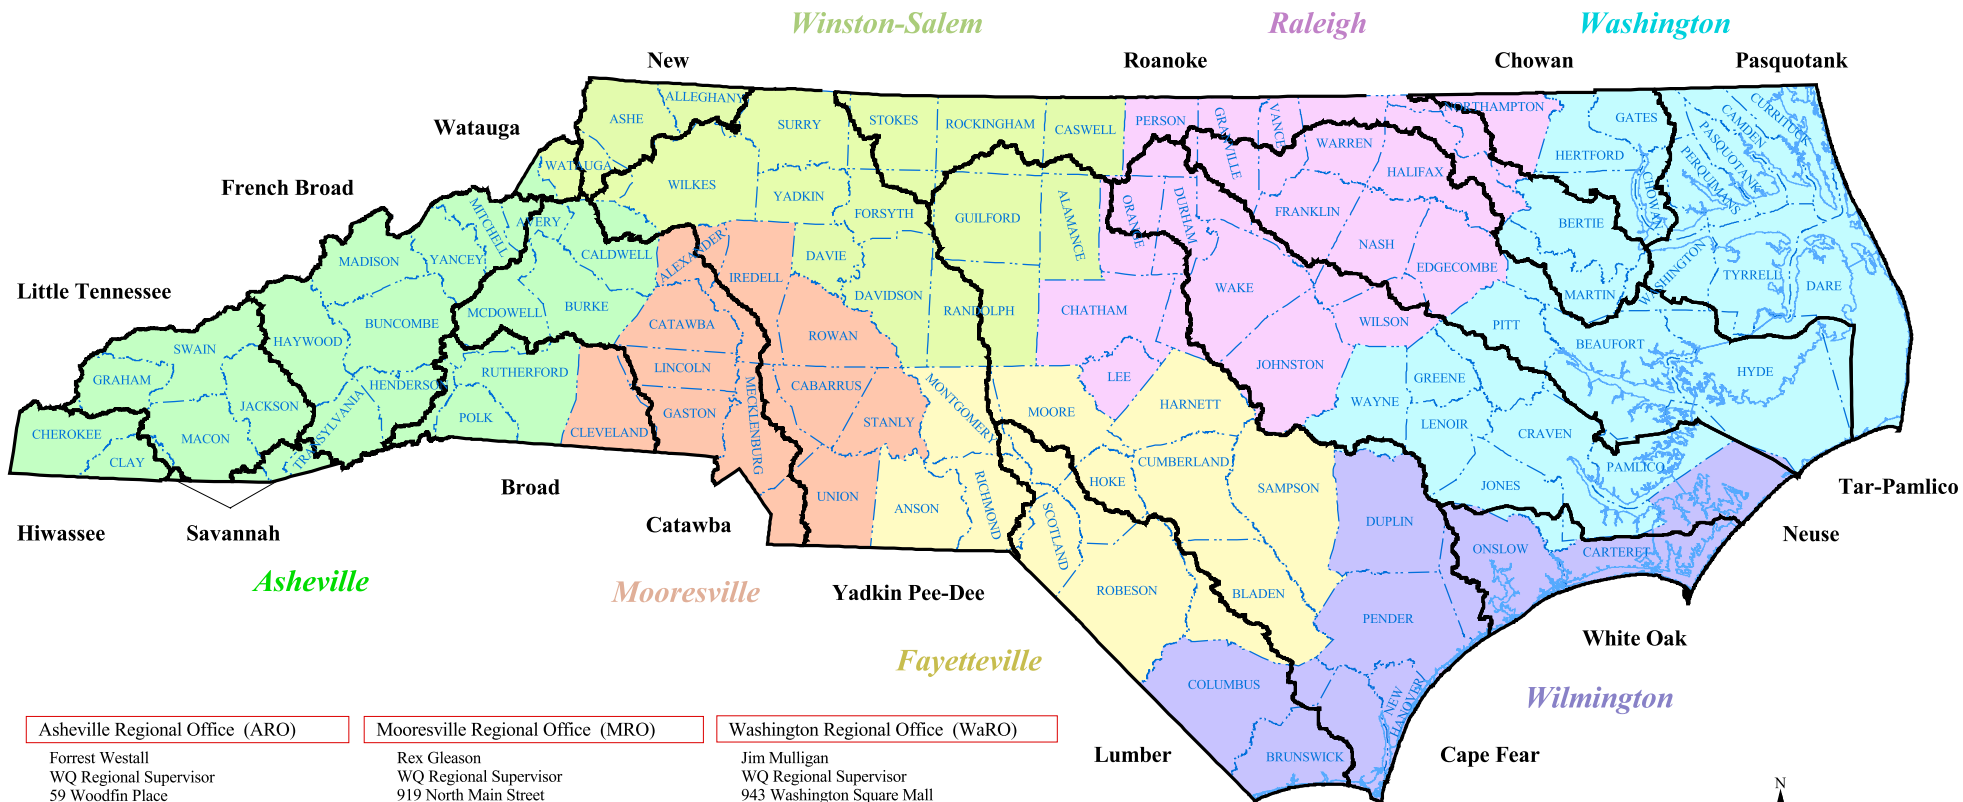 Winston-Salem
Raleigh
Washington
New
Roanoke
Chowan
Pasquotank
Watauga
French Broad
Little Tennessee
ALLEGHANY
ASHE
SURRY
STOKES
ROCKINGHAM
CASWELL
PERSON
GRANVILLE
VANCE
WARREN
NORTHAMPTON
GATES
CURRITUCK
CAMDEN
PASQUOTANK
PERQUIMANS
CHOWAN
HERTFORD
HALIFAX
WATAUGA
WILKES
YADKIN
FORSYTH
GUILFORD
ALAMANCE
ORANGE
DURHAM
FRANKLIN
NASH
EDGECOMBE
BERTIE
MARTIN
WASHINGTON
TYRRELL
DARE
MITCHELL
AVERY
CALDWELL
ALEXANDER
IREDELL
DAVIE
DAVIDSON
RANDOLPH
CHATHAM
WAKE
WILSON
PITT
BEAUFORT
HYDE
MADISON
YANCEY
BUNCOMBE
MCDOWELL
BURKE
CATAWBA
ROWAN
HAYWOOD
SWAIN
GRAHAM
JACKSON
HENDERSON
RUTHERFORD
LINCOLN
CABARRUS
MECKLENBURG
MONTGOMERY
MOORE
LEE
HARNETT
JOHNSTON
WAYNE
GREENE
LENOIR
CRAVEN
PAMLICO
CHEROKEE
CLAY
MACON
TRANSYLVANIA
POLK
CLEVELAND
GASTON
STANLY
UNION
ANSON
RICHMOND
SCOTLAND
HOKE
CUMBERLAND
SAMPSON
DUPLIN
JONES
ONSLOW
CARTERET
ROBESON
BLADEN
PENDER
COLUMBUS
BRUNSWICK
NEW
HANOVER
Hiwassee
Savannah
Broad
Catawba
Yadkin Pee-Dee
Tar-Pamlico
Neuse
White Oak
Asheville
Mooresville
Fayetteville
Wilmington
Lumber
Cape Fear
Asheville Regional Office (ARO)
Forrest Westall
WQ Regional Supervisor
59 Woodfin Place
Mooresville Regional Office (MRO)
Rex Gleason
WQ Regional Supervisor
919 North Main Street
Washington Regional Office (WaRO)
Jim Mulligan
WQ Regional Supervisor
943 Washington Square Mall
N